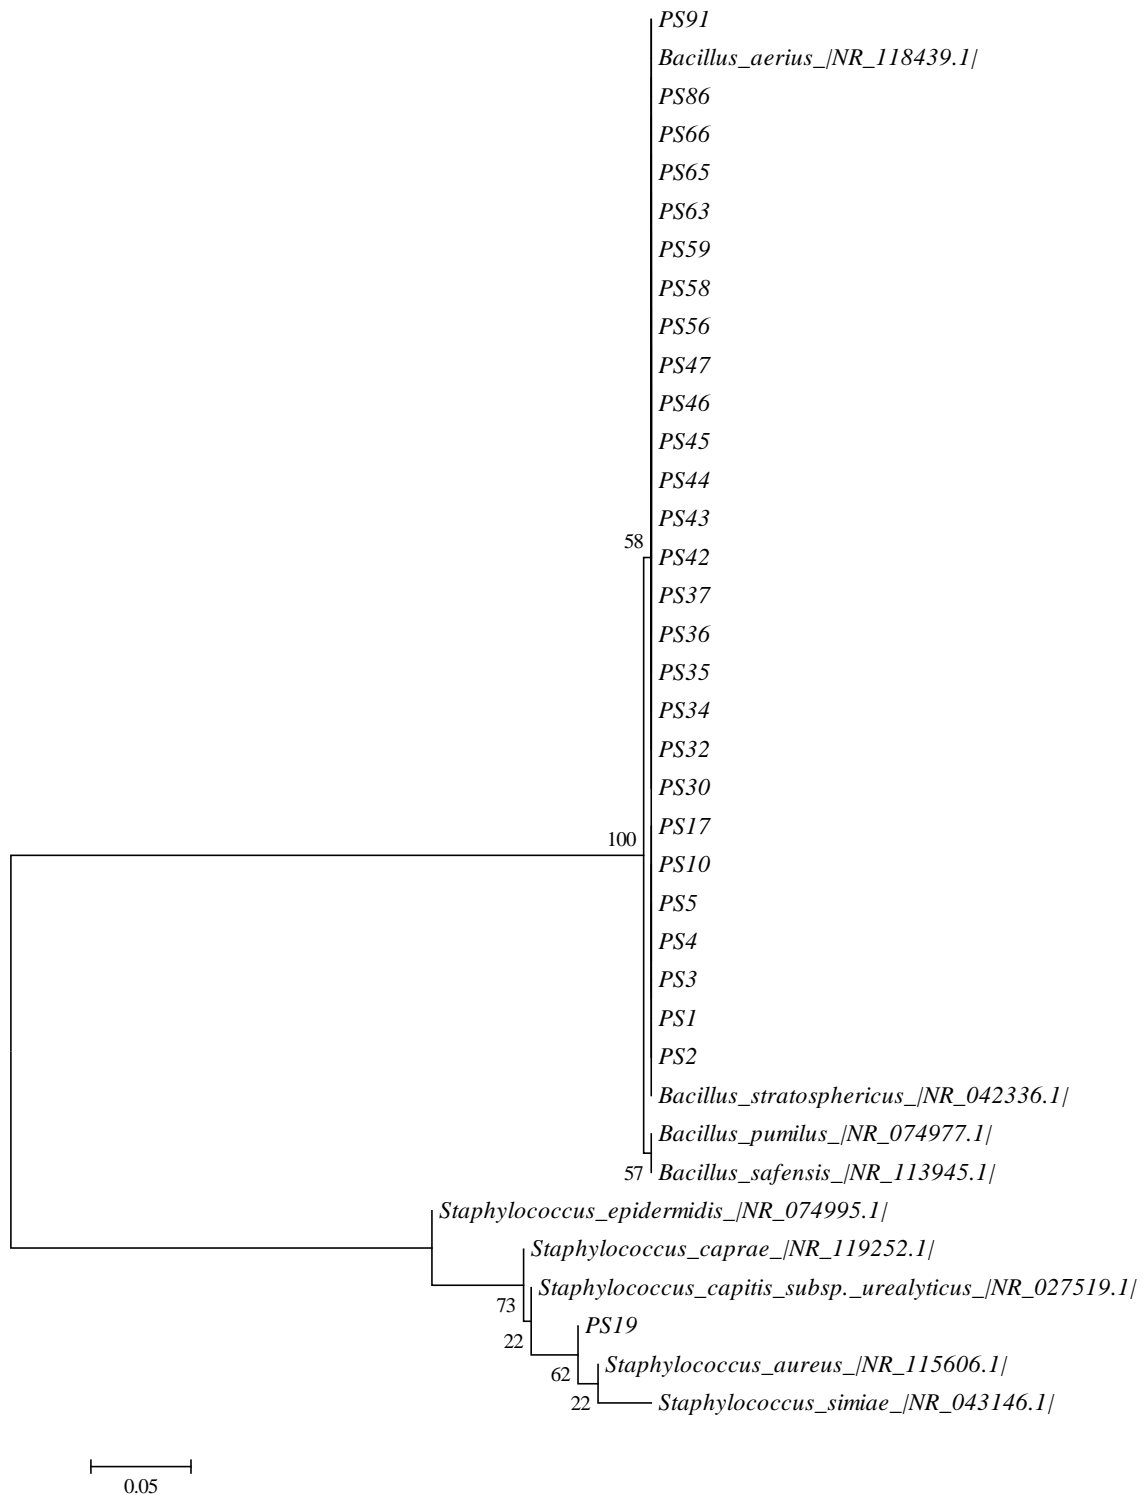 PS91
Bacillus_aerius_|NR_118439.1|
PS86
PS66
PS65
PS63
PS59
PS58
PS56
PS47
PS46
PS45
PS44
PS43
58
PS42
PS37
PS36
PS35
PS34
PS32
PS30
PS17
100
PS10
PS5
PS4
PS3
PS1
PS2
Bacillus_stratosphericus_|NR_042336.1|
Bacillus_pumilus_|NR_074977.1|
57
Bacillus_safensis_|NR_113945.1|
Staphylococcus_epidermidis_|NR_074995.1|
Staphylococcus_caprae_|NR_119252.1|
Staphylococcus_capitis_subsp._urealyticus_|NR_027519.1|
73
PS19
22
Staphylococcus_aureus_|NR_115606.1|
62
Staphylococcus_simiae_|NR_043146.1|
22
0.05